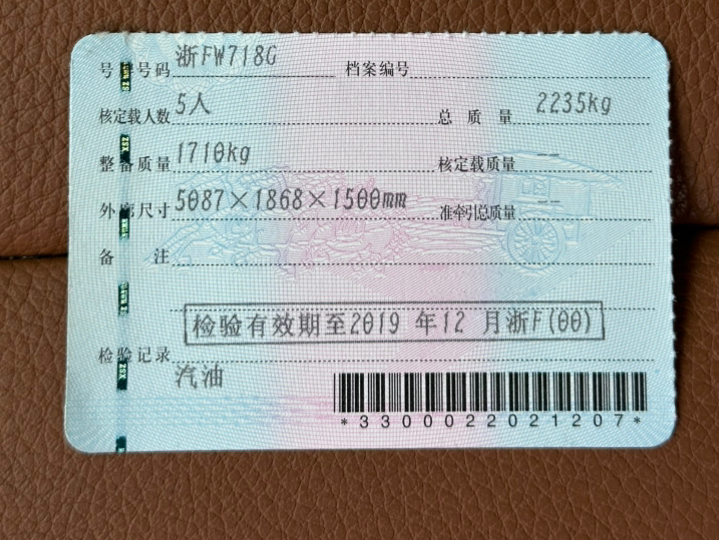 号牌号码 浙FW718G 档案编号
核定载人数 5人 总质量 2235kg
整备质量 1710kg 核定载质量 --
外廓尺寸 5087×1868×1500mm 准牵引总质量 --
备注
检验有效期至2019 年12 月浙F(00)
检验记录
汽油
*3300022021207*